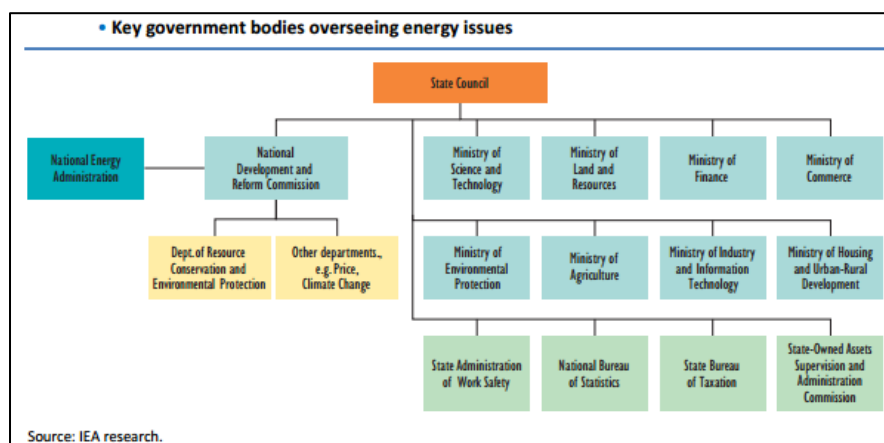 • Key government bodies overseeing energy issues
State Council
National Energy
Administration
National
Development and
Reform Commission
Ministry of
Science and
Technology
Ministry of
Land and
Resources
Ministry of
Finance
Ministry of
Commerce
Dept. of Resource
Conservation and
Environmental Protection
Other departments.,
e.g. Price,
Climate Change
Ministry of
Environmental
Protection
Ministry of
Agriculture
Ministry of Industry
and Information
Technology
Ministry of Housing
and Urban-Rural
Development
State Administration
of Work Safety
National Bureau
of Statistics
State Bureau
of Taxation
State-Owned Assets
Supervision and
Administration
Commission
Source: IEA research.